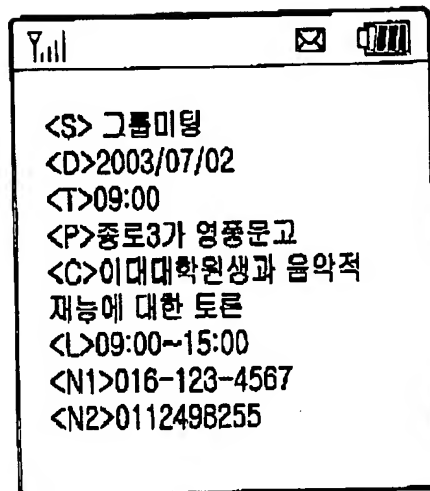 <S> 그룹미팅
<D>2003/07/02
<T>09:00
<P>종로3가 영풍문고
<C>이대대학원생과 음악적
재능에 대한 토론
<L>09:00~15:00
<N1>016-123-4567
<N2>0112498255